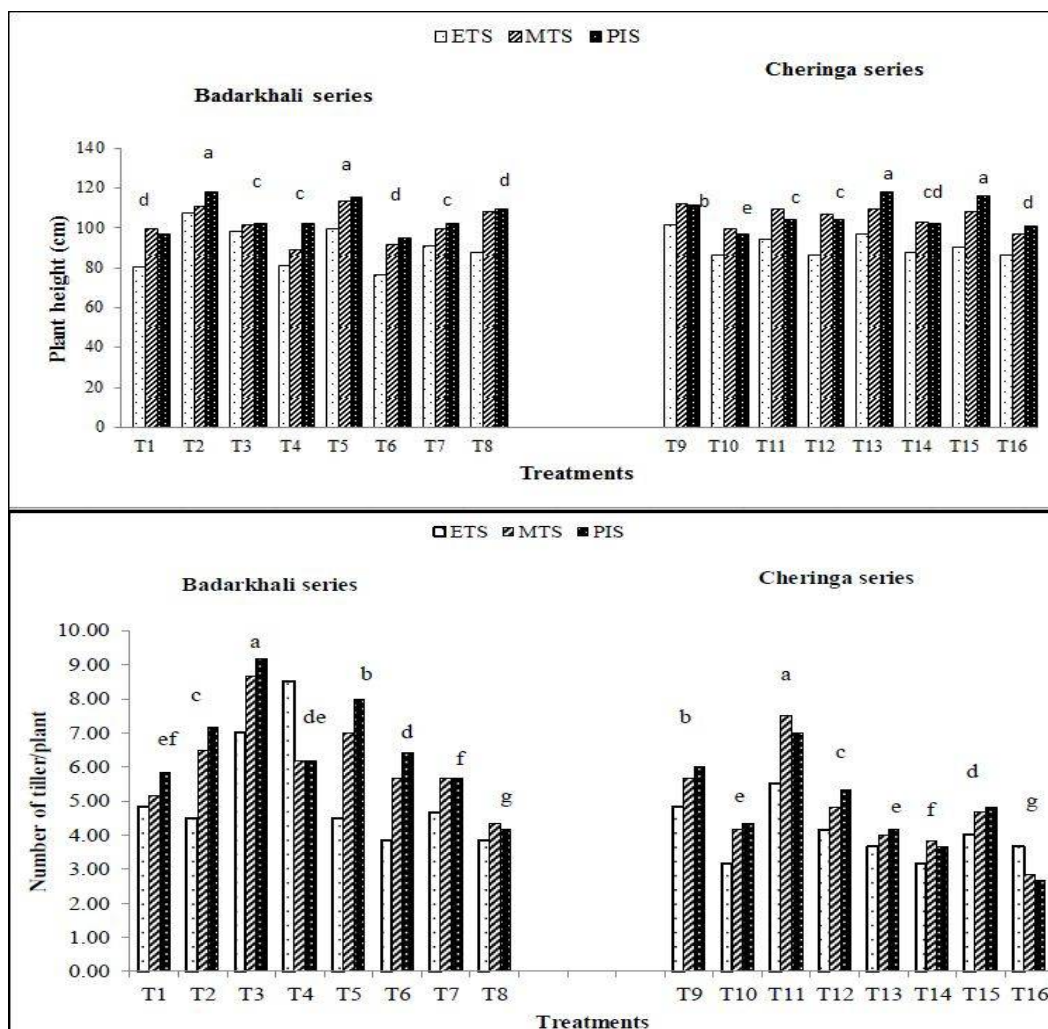 ETS MTS PIS
Cheringa series
Badarkhali series
140
120
100
80
60
40
20
0
Plant height (cm)
d a c c a d c d
b e c c a cd a d
T1 T2 T3 T4 T5 T6 T7 T8 T9 T10 T11 T12 T13 T14 T15 T16
Treatments
ETS MTS PIS
Badarkhali series Cheringa series
10.00
9.00
8.00
7.00
6.00
5.00
4.00
3.00
2.00
1.00
0.00
Number of tiller/plant
ef c a de b d f g
b e a c e f d g
T1 T2 T3 T4 T5 T6 T7 T8 T9 T10 T11 T12 T13 T14 T15 T16
Treatments